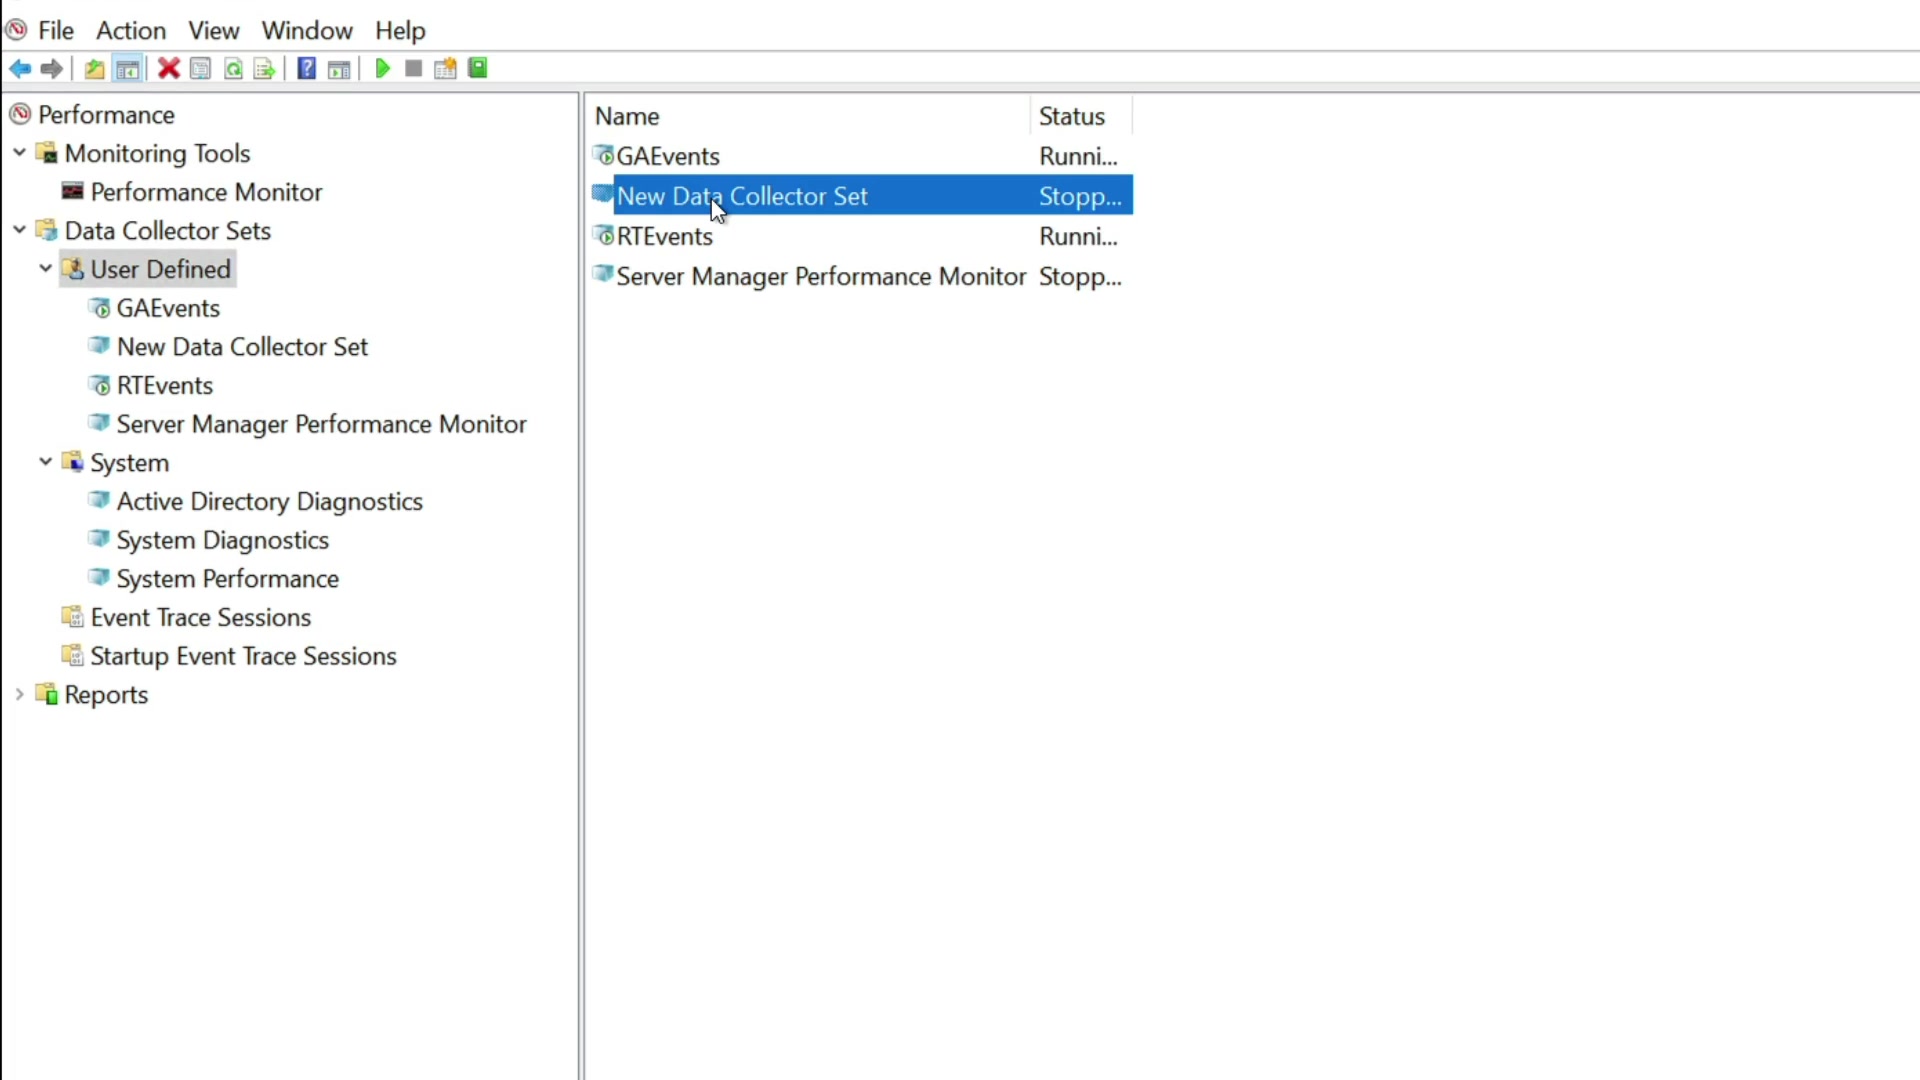 File Action View Window Help
Performance
Monitoring Tools
Performance Monitor
Data Collector Sets
User Defined
GAEvents
New Data Collector Set
RTEvents
Server Manager Performance Monitor
System
Active Directory Diagnostics
System Diagnostics
System Performance
Event Trace Sessions
Startup Event Trace Sessions
Reports
Name Status
GAEvents Runni...
New Data Collector Set Stopp...
RTEvents Runni...
Server Manager Performance Monitor Stopp...